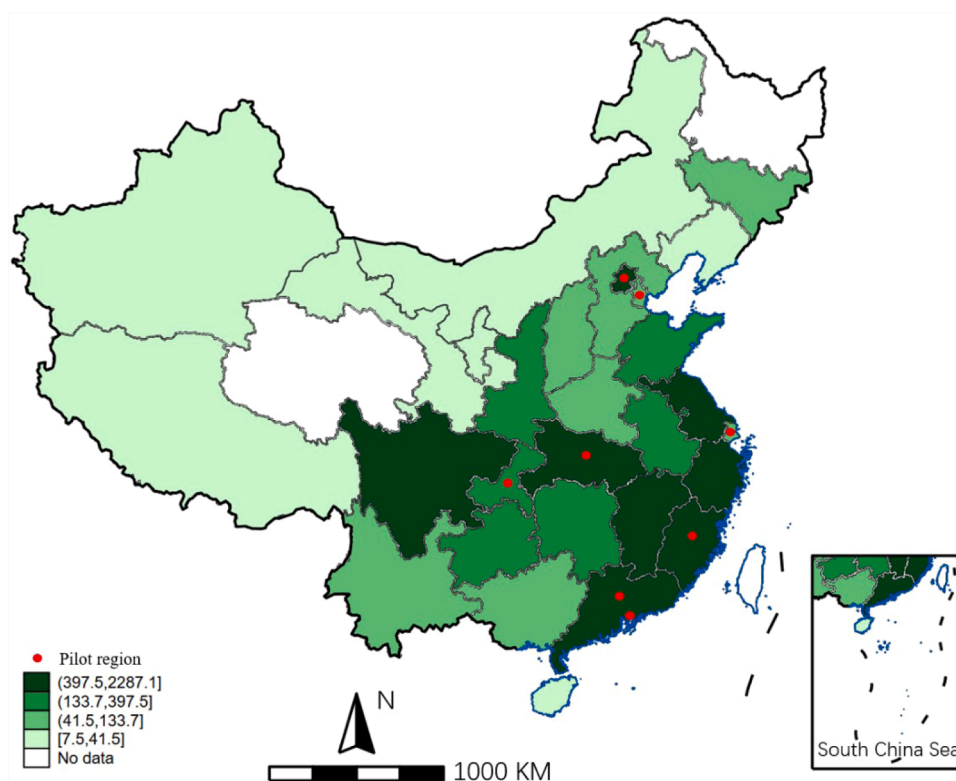 N
Pilot region
(397.5,2287.1]
(133.7,397.5]
(41.5,133.7]
[7.5,41.5]
No data
1000 KM
South China Sea